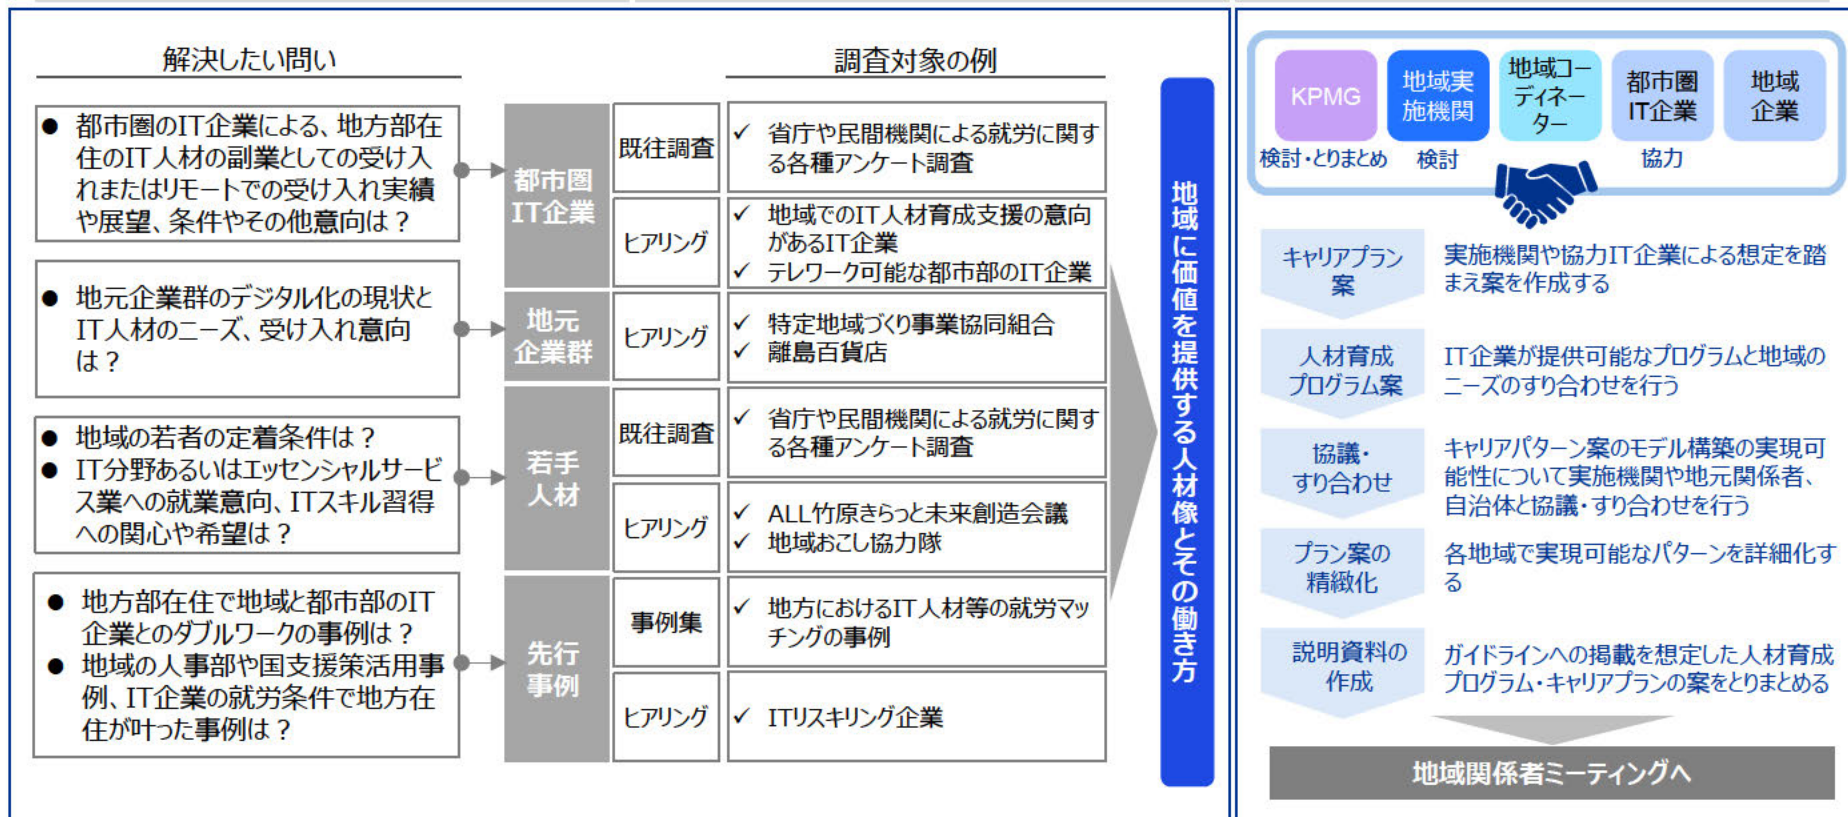 解決したい問い
調査対象の例
● 都市圏のIT企業による、地方部在
住のIT人材の副業としての受け入
れまたはリモートでの受け入れ実績
や展望、条件やその他意向は？
● 地元企業群のデジタル化の現状と
IT人材のニーズ、受け入れ意向
は？
● 地域の若者の定着条件は？
● IT分野あるいはエッセンシャルサービ
ス業への就業意向、ITスキル習得
への関心や希望は？
● 地方部在住で地域と都市部のIT
企業とのダブルワークの事例は？
● 地域の人事部や国支援策活用事
例、IT企業の就労条件で地方在
住が叶った事例は？
都市圏
IT企業
既往調査
✓ 省庁や民間機関による就労に関す
る各種アンケート調査
ヒアリング
✓ 地域でのIT人材育成支援の意向
があるIT企業
✓ テレワーク可能な都市部のIT企業
地元
企業群
ヒアリング
✓ 特定地域づくり事業協同組合
✓ 離島百貨店
若手
人材
既往調査
✓ 省庁や民間機関による就労に関す
る各種アンケート調査
ヒアリング
✓ ALL竹原きらっと未来創造会議
✓ 地域おこし協力隊
先行
事例
事例集
✓ 地方におけるIT人材等の就労マッ
チングの事例
ヒアリング
✓ ITリスキリング企業
地域に価値を提供する人材像とその働き方
KPMG
地域実
施機関
地域コー
ディネー
ター
都市圏
IT企業
地域
企業
検討・とりまとめ
検討
協力
キャリアプラン
案
実施機関や協力IT企業による想定を踏
まえ案を作成する
人材育成
プログラム案
IT企業が提供可能なプログラムと地域の
ニーズのすり合わせを行う
協議・
すり合わせ
キャリアパターン案のモデル構築の実現可
能性について実施機関や地元関係者、
自治体と協議・すり合わせを行う
プラン案の
精緻化
各地域で実現可能なパターンを詳細化す
る
説明資料の
作成
ガイドラインへの掲載を想定した人材育成
プログラム・キャリアプランの案をとりまとめる
地域関係者ミーティングへ